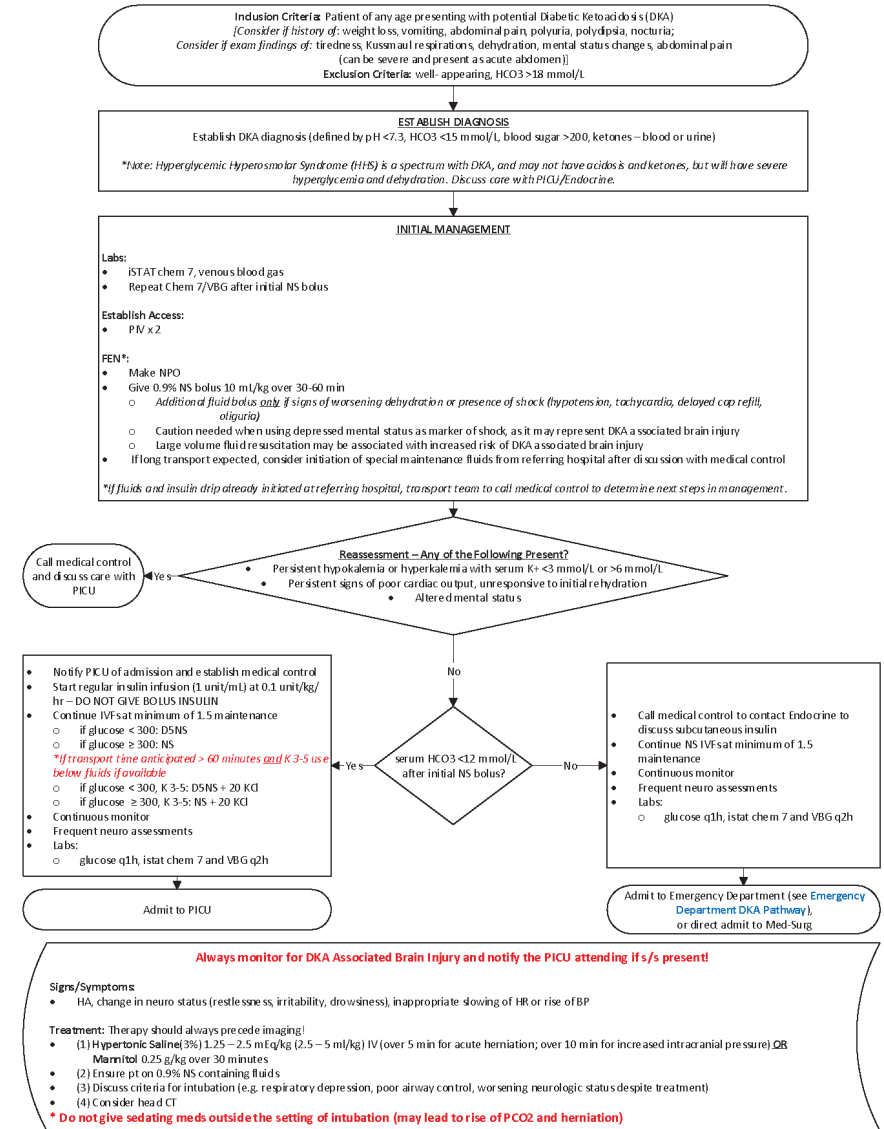 Inclusion Criteria: Patient of any age presenting with potential Diabetic Ketoacidosis (DKA)
[Consider if history of: weight loss, vomiting, abdominal pain, polyuria, polydipsia, nocturia;
Consider if exam findings of: tiredness, Kussmaul respirations, dehydration, mental status changes, abdominal pain
(can be severe and present as acute abdomen)]
Exclusion Criteria: well- appearing, HCO3 >18 mmol/L
ESTABLISH DIAGNOSIS
Establish DKA diagnosis (defined by pH <7.3, HCO3 <15 mmol/L, blood sugar >200, ketones – blood or urine)
*Note: Hyperglycemic Hyperosmolar Syndrome (HHS) is a spectrum with DKA, and may not have acidosis and ketones, but will have severe
hyperglycemia and dehydration. Discuss care with PICU/Endocrine.
INITIAL MANAGEMENT
Labs:
• iSTAT chem 7, venous blood gas
• Repeat Chem 7/VBG after initial NS bolus
Establish Access:
• PIV x 2
FEN*:
• Make NPO
• Give 0.9% NS bolus 10 mL/kg over 30-60 min
o Additional fluid bolus only if signs of worsening dehydration or presence of shock (hypotension, tachycardia, delayed cap refill,
oliguria)
o Caution needed when using depressed mental status as marker of shock, as it may represent DKA associated brain injury
o Large volume fluid resuscitation may be associated with increased risk of DKA associated brain injury
• If long transport expected, consider initiation of special maintenance fluids from referring hospital after discussion with medical control
*If fluids and insulin drip already initiated at referring hospital, transport team to call medical control to determine next steps in management.
Reassessment – Any of the Following Present?
• Persistent hypokalemia or hyperkalemia with serum K+ <3 mmol/L or >6 mmol/L
• Persistent signs of poor cardiac output, unresponsive to initial rehydration
• Altered mental status
Yes
Call medical control
and discuss care with
PICU
No
serum HCO3 <12 mmol/L
after initial NS bolus?
Yes
No
• Notify PICU of admission and establish medical control
• Start regular insulin infusion (1 unit/mL) at 0.1 unit/kg/
hr – DO NOT GIVE BOLUS INSULIN
• Continue IVFs at minimum of 1.5 maintenance
o if glucose < 300: D5NS
o if glucose ≥ 300: NS
*If transport time anticipated > 60 minutes and K 3-5 use
below fluids if available
o if glucose < 300, K 3-5: D5NS + 20 KCl
o if glucose ≥ 300, K 3-5: NS + 20 KCl
• Continuous monitor
• Frequent neuro assessments
• Labs:
o glucose q1h, istat chem 7 and VBG q2h
Admit to PICU
• Call medical control to contact Endocrine to
discuss subcutaneous insulin
• Continue NS IVFs at minimum of 1.5
maintenance
• Continuous monitor
• Frequent neuro assessments
• Labs:
o glucose q1h, istat chem 7 and VBG q2h
Admit to Emergency Department (see Emergency
Department DKA Pathway),
or direct admit to Med-Surg
Always monitor for DKA Associated Brain Injury and notify the PICU attending if s/s present!
Signs/Symptoms:
• HA, change in neuro status (restlessness, irritability, drowsiness), inappropriate slowing of HR or rise of BP
Treatment: Therapy should always precede imaging!
• (1) Hypertonic Saline(3%) 1.25 – 2.5 mEq/kg (2.5 – 5 ml/kg) IV (over 5 min for acute herniation; over 10 min for increased intracranial pressure) OR
Mannitol 0.25 g/kg over 30 minutes
• (2) Ensure pt on 0.9% NS containing fluids
• (3) Discuss criteria for intubation (e.g. respiratory depression, poor airway control, worsening neurologic status despite treatment)
• (4) Consider head CT
* Do not give sedating meds outside the setting of intubation (may lead to rise of PCO2 and herniation)